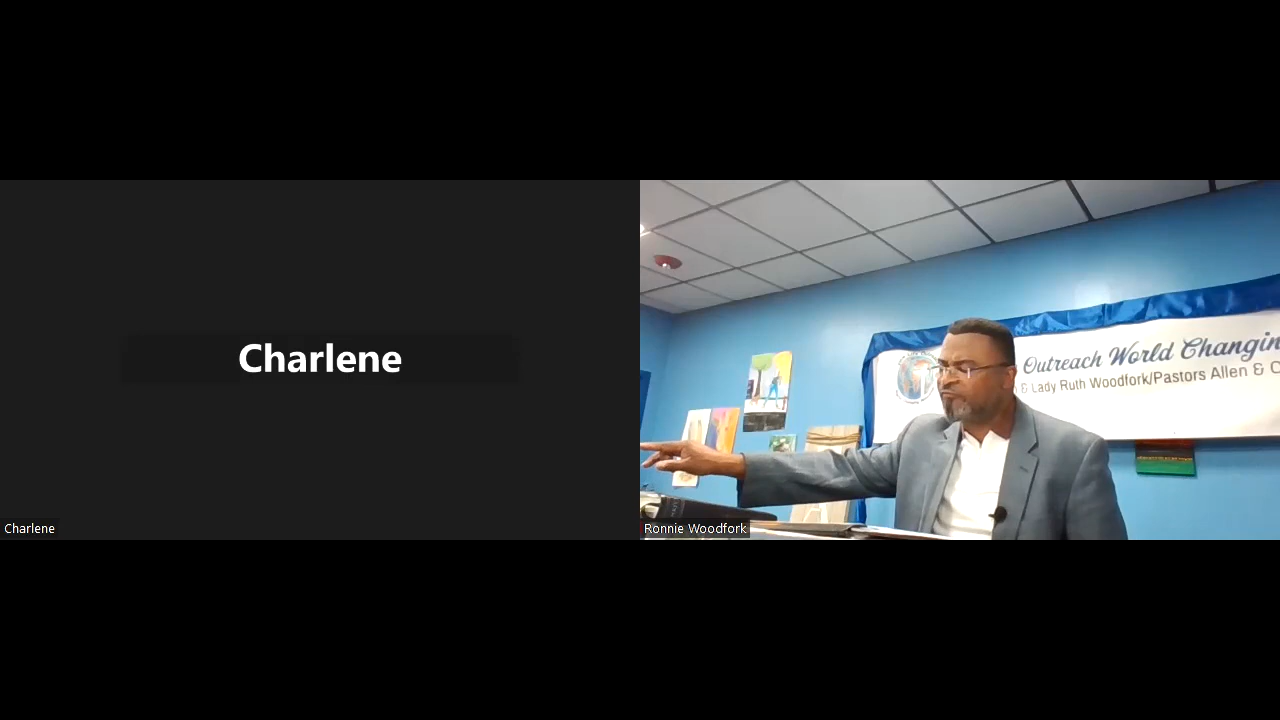 Charlene
Charlene
Outreach World Changin
& Lady Ruth Woodfork/Pastors Allen & C
Ronnie Woodfork